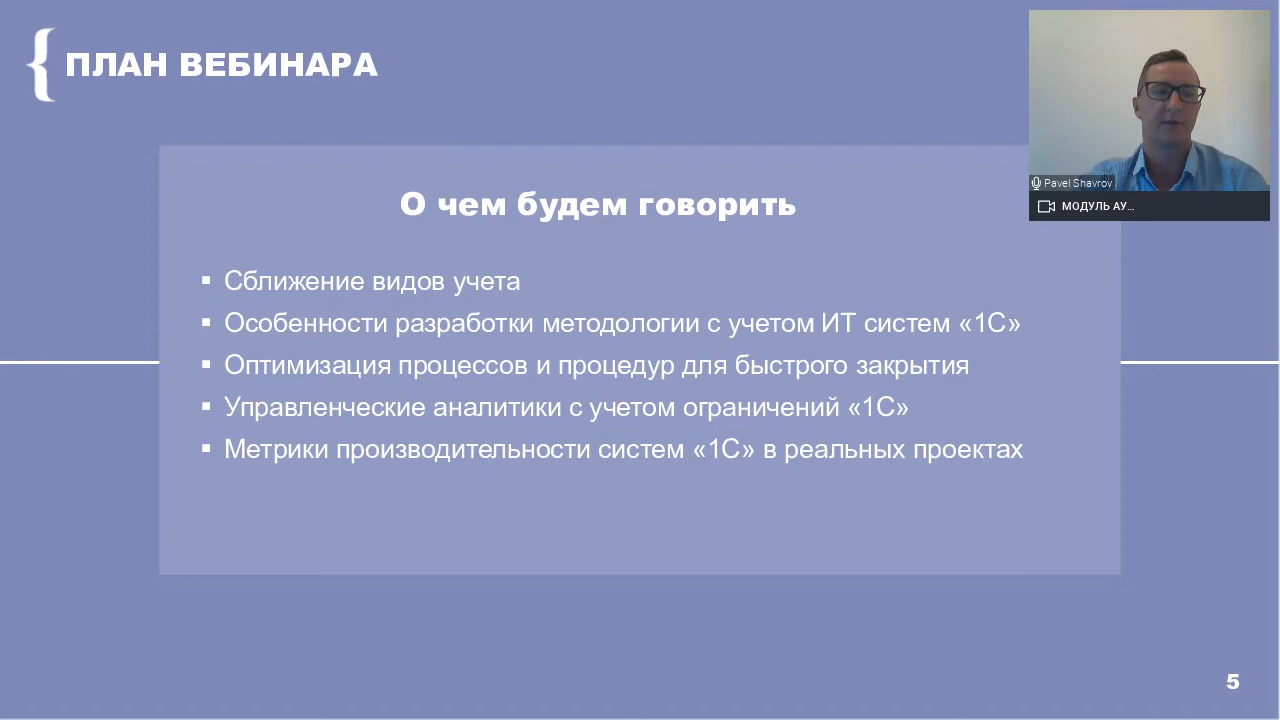 ПЛАН ВЕБИНАРА
О чем будем говорить
Сближение видов учета
Особенности разработки методологии с учетом ИТ систем «1С»
Оптимизация процессов и процедур для быстрого закрытия
Управленческие аналитики с учетом ограничений «1С»
Метрики производительности систем «1С» в реальных проектах
Pavel Shavrov
МОДУЛЬ АУ...
5